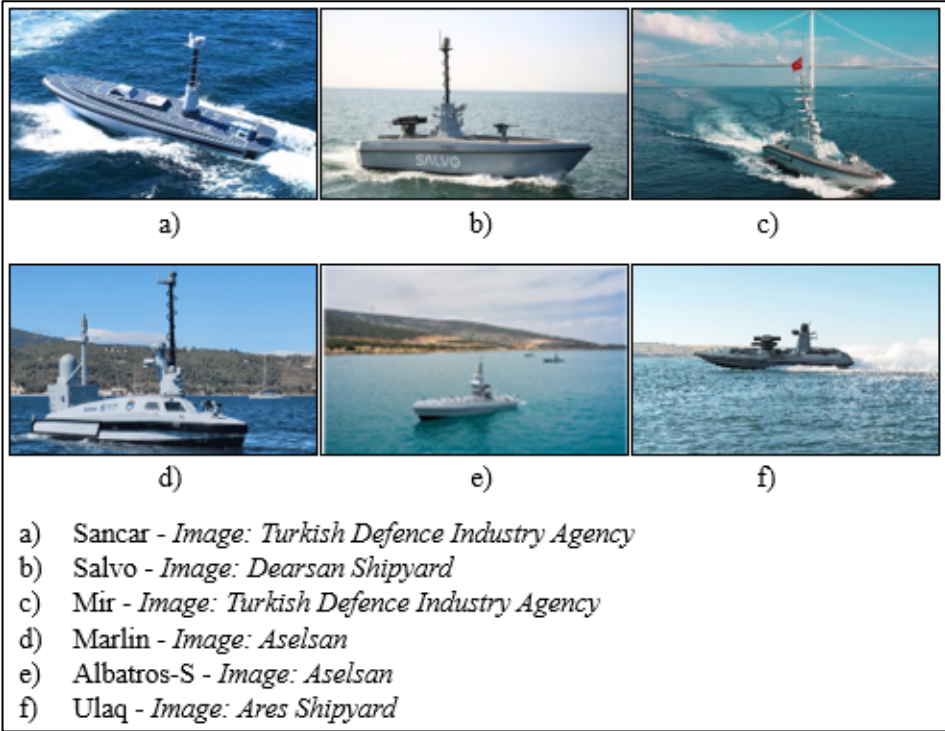 SALVO
a)
b)
c)
d)
e)
f)
a) Sancar - Image: Turkish Defence Industry Agency
b) Salvo - Image: Dearsan Shipyard
c) Mir - Image: Turkish Defence Industry Agency
d) Marlin - Image: Aselsan
e) Albatros-S - Image: Aselsan
f) Ulaq - Image: Ares Shipyard